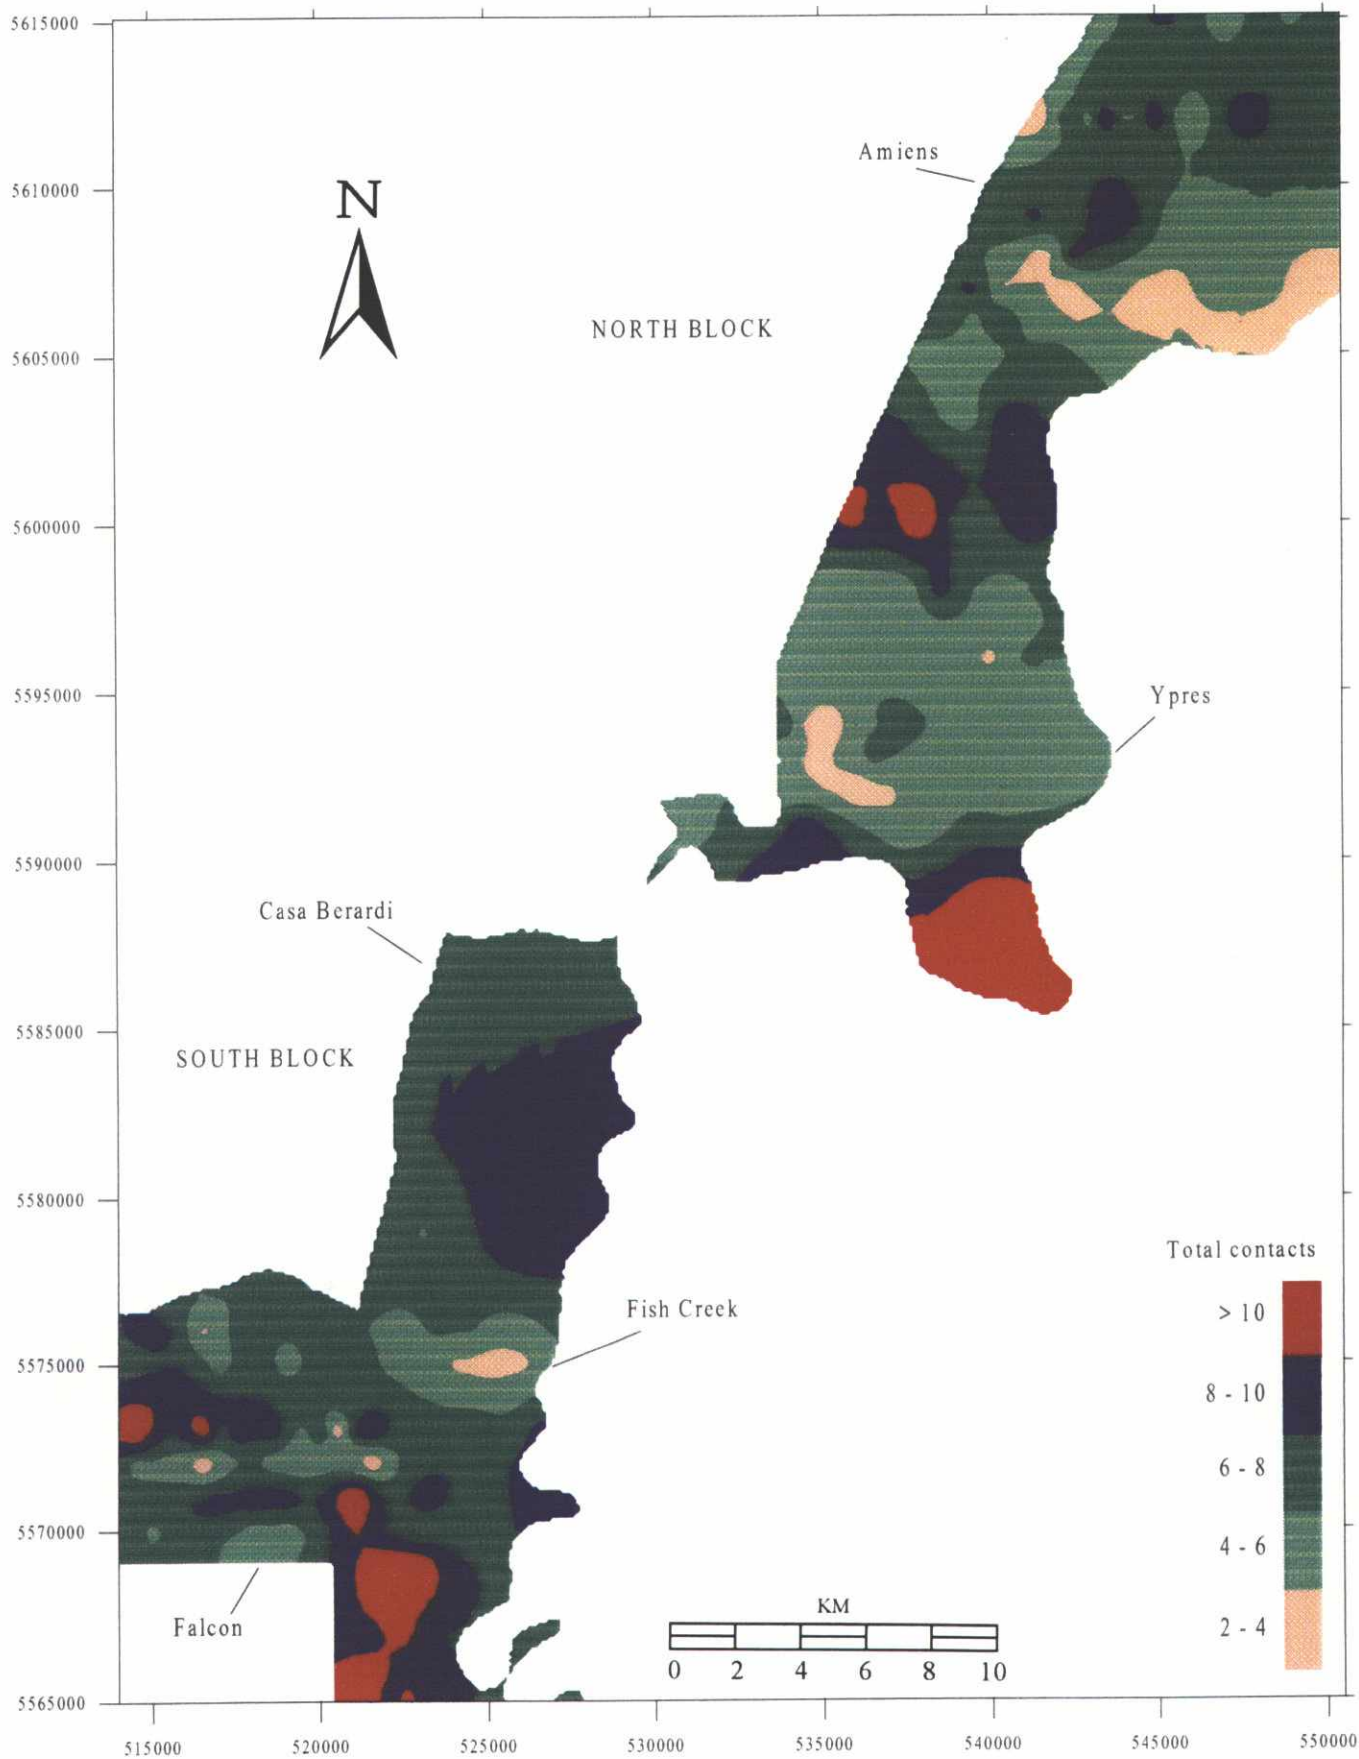 5615000
Amiens
5610000
N
NORTH BLOCK
5605000
5600000
5595000
Ypres
5590000
Casa Berardi
5585000
SOUTH BLOCK
5580000
Total contacts
> 10
Fish Creek
8 - 10
5575000
6 - 8
5570000
4 - 6
KM
Falcon
2 - 4
0 2 4 6 8 10
5565000
515000 520000 525000 530000 535000 540000 545000 550000